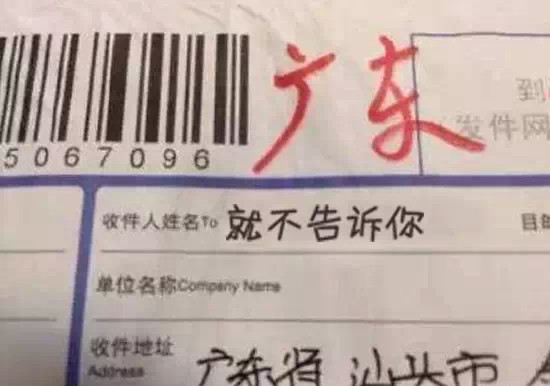 5067096
广东
到
发件网
收件人姓名To 就不告诉你
单位名称Company Name
收件地址
Address
广东省 汕头市